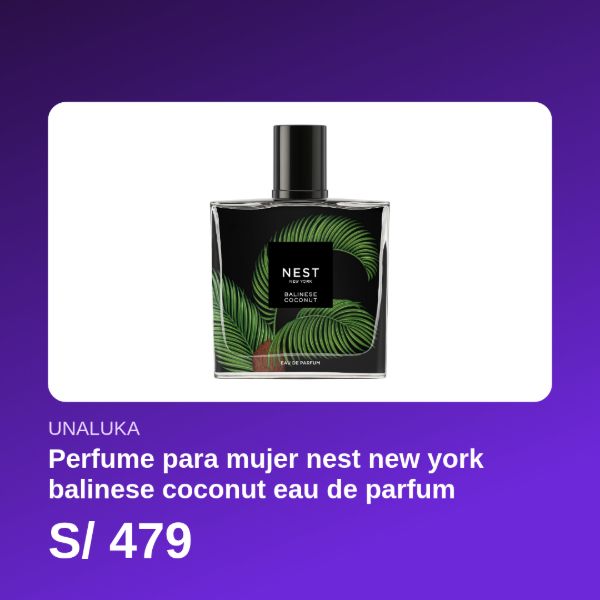 NEST
NEW YORK
BALINESE
COCONUT
EAU DE PARFUM
UNALUKA
Perfume para mujer nest new york
balinese coconut eau de parfum
S/ 479